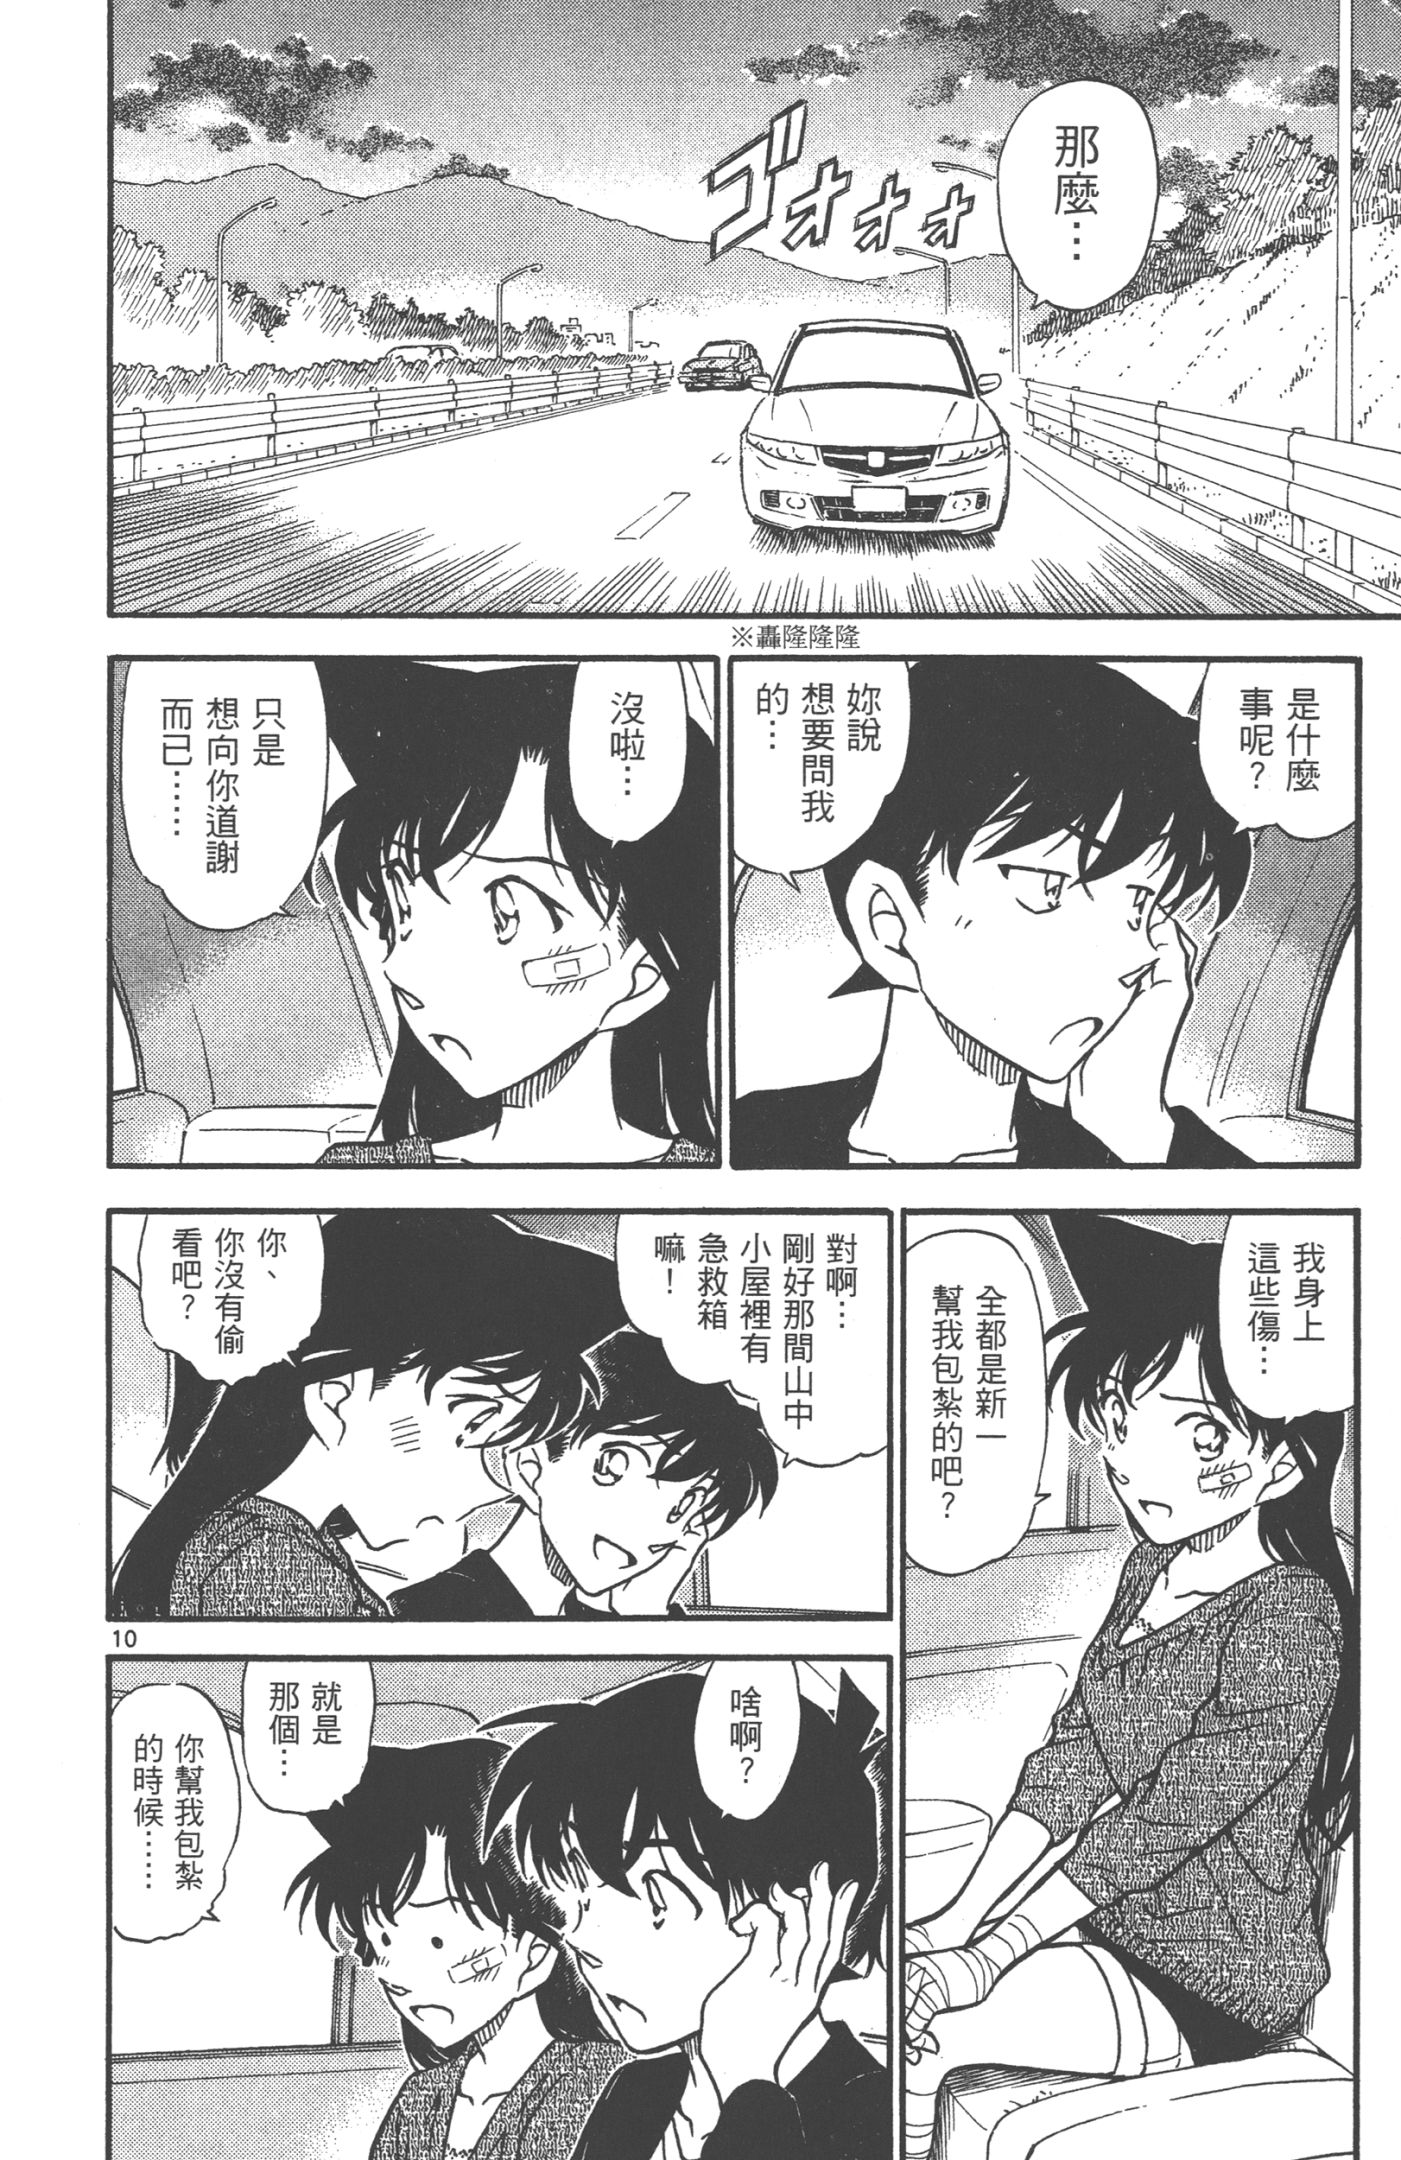 那麼…
ゴオオオ
※轟隆隆隆
是什麼
事呢？
妳說
想要問我
的…
沒啦…
只是
想向你道謝
而已……
我身上
這些傷…
全都是新一
幫我包紮的吧？
對啊…
剛好那間山中
小屋裡有
急救箱
嘛！
你、
你沒有偷
看吧？
啥啊？
就是
那個…
你幫我包紮
的時候……
10